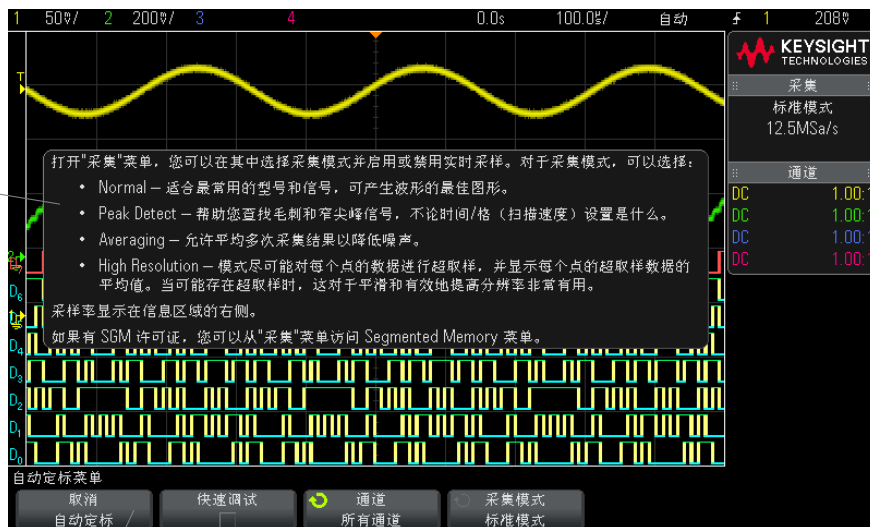 1 50V/ 2 200V/ 3 4 0.0s 100.0s/ 自动 1 208V
KEYSIGHT
TECHNOLOGIES
采集
标准模式
12.5MSa/s
通道
DC 1.00:
DC 1.00:
DC 1.00:
DC 1.00:
T
打开"采集"菜单，您可以在其中选择采集模式并启用或禁用实时采样。对于采集模式，可以选择：
• Normal — 适合最常用的型号和信号，可产生波形的最佳图形。
• Peak Detect — 帮助您查找毛刺和窄尖峰信号，不论时间/格（扫描速度）设置是什么。
• Averaging — 允许平均多次采集结果以降低噪声。
• High Resolution — 模式尽可能对每个点的数据进行超取样，并显示每个点的超取样数据的
平均值。当可能存在超取样时，这对于平滑和有效地提高分辨率非常有用。
采样率显示在信息区域的右侧。
如果有 SGM 许可证，您可以从"采集"菜单访问 Segmented Memory 菜单。
2
D6
D4
D3
D2
D1
D0
自动定标菜单
取消
自动定标
快速调试
通道
所有通道
采集模式
标准模式